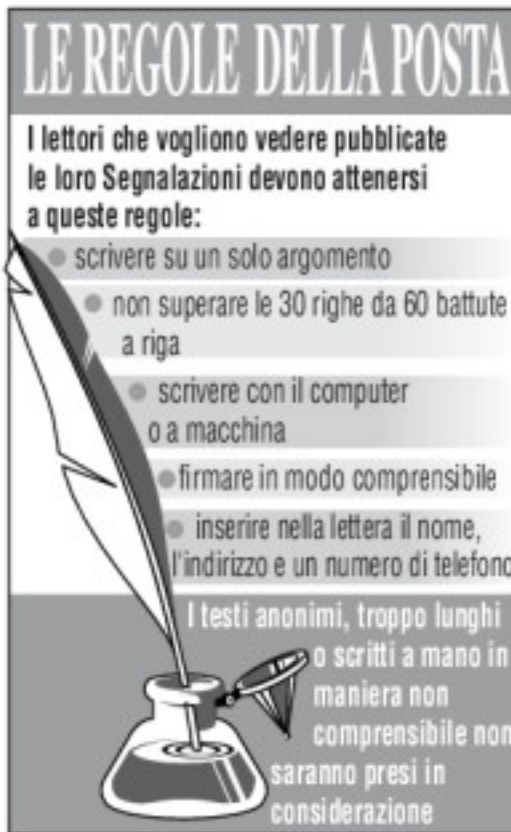 LE REGOLE DELLA POSTA
I lettori che vogliono vedere pubblicate
le loro Segnalazioni devono attenersi
a queste regole:
● scrivere su un solo argomento
● non superare le 30 righe da 60 battute
a riga
● scrivere con il computer
o a macchina
●firmare in modo comprensibile
● inserire nella lettera il nome,
l'indirizzo e un numero di telefono
I testi anonimi, troppo lunghi
o scritti a mano in
maniera non
comprensibile non
saranno presi in
considerazione